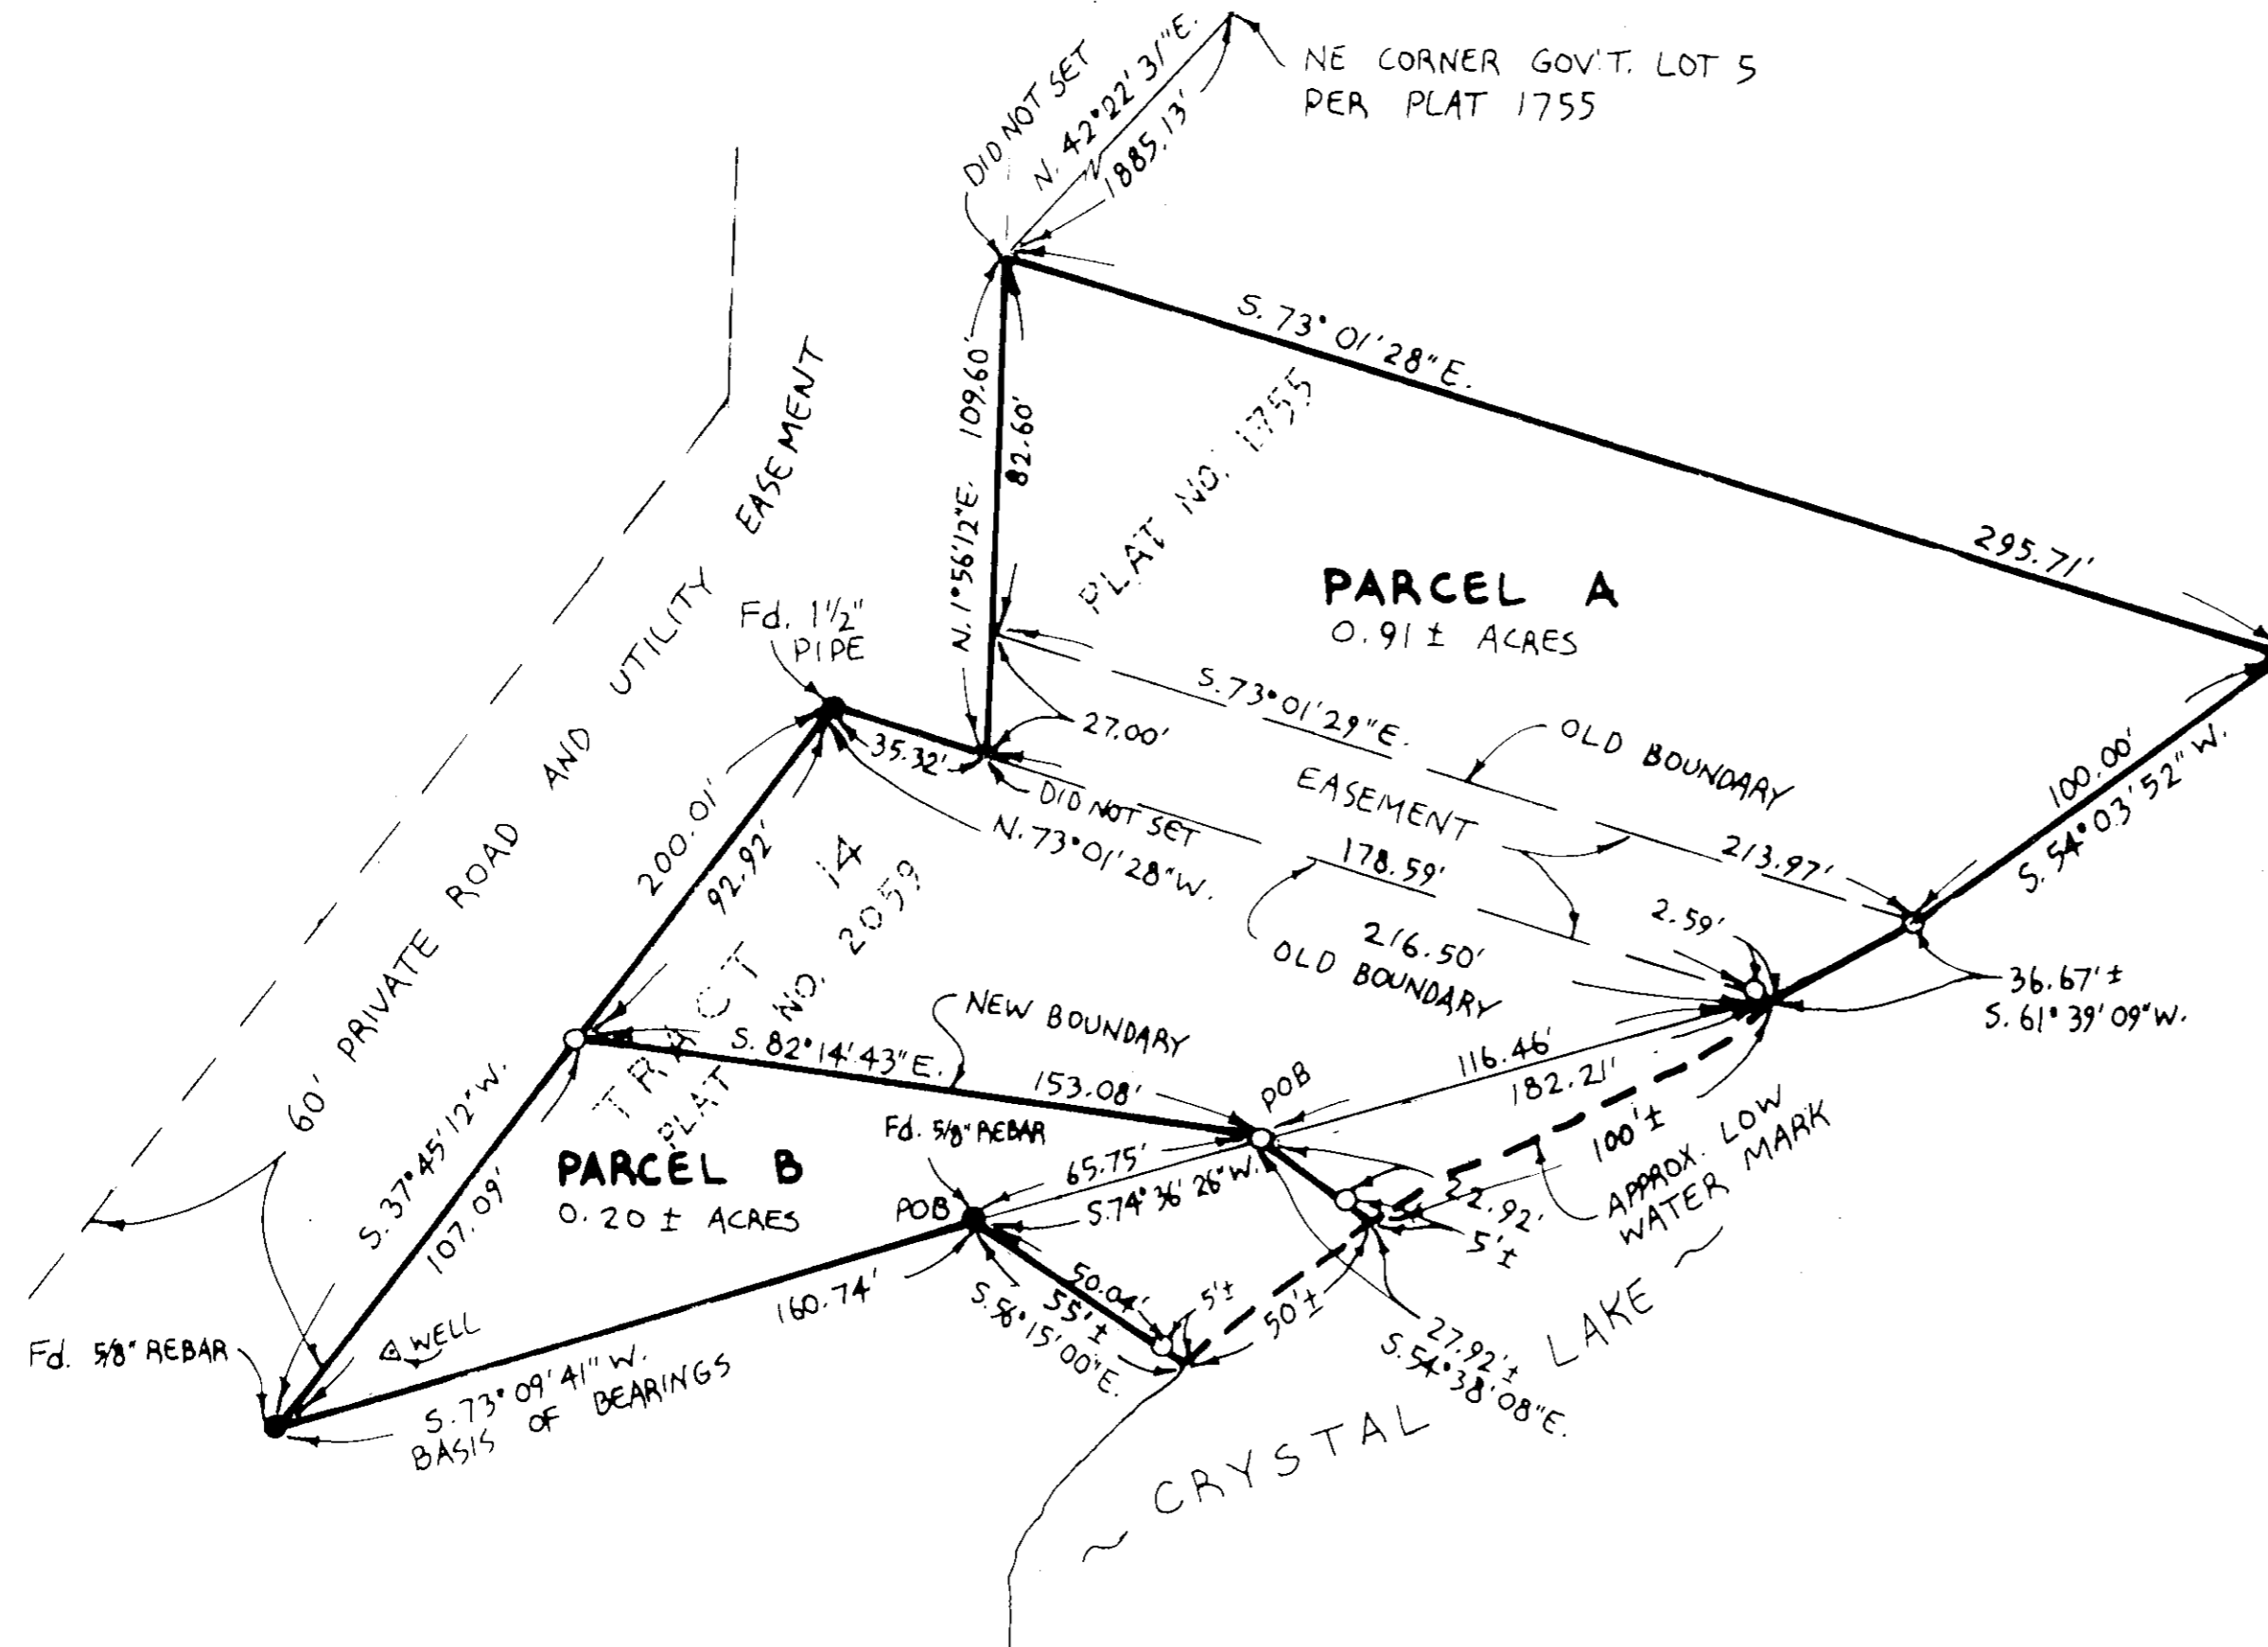 NE CORNER GOV'T. LOT 5
PER PLAT 1755
DID NOT SET
N. 42°22'31"E.
1885.13'
S. 73°01'28"E.
295.71'
N. 1°56'12"E. 109.60'
82.60'
PLAT NO. 1755
PARCEL A
0.91 ± ACRES
60' PRIVATE ROAD AND UTILITY EASEMENT
Fd. 1½"
PIPE
35.32'
27.00'
DID NOT SET
N. 73°01'28"W.
S. 73°01'29"E.
213.97'
OLD BOUNDARY
EASEMENT
178.59'
216.50'
OLD BOUNDARY
2.59'
100.00'
S. 54°03'52"W.
36.67'±
S. 61°39'09"W.
200.01'
92.92'
TRACT 14
PLAT NO. 2059
NEW BOUNDARY
S. 82°14'43"E.
153.08'
POB
116.46'
182.21'
100'±
APPROX. LOW
WATER MARK
Fd. 5/8" REBAR
65.75'
S. 74°36'26"W.
POB
PARCEL B
0.20 ± ACRES
S. 37°45'12"W.
107.09'
22.92'
5'±
50.04'
55'±
S. 56°15'00"E.
5'±
50'±
27.92'±
S. 54°38'08"E.
160.74'
WELL
Fd. 5/8" REBAR
S. 73°09'41"W.
BASIS OF BEARINGS
~ CRYSTAL LAKE ~